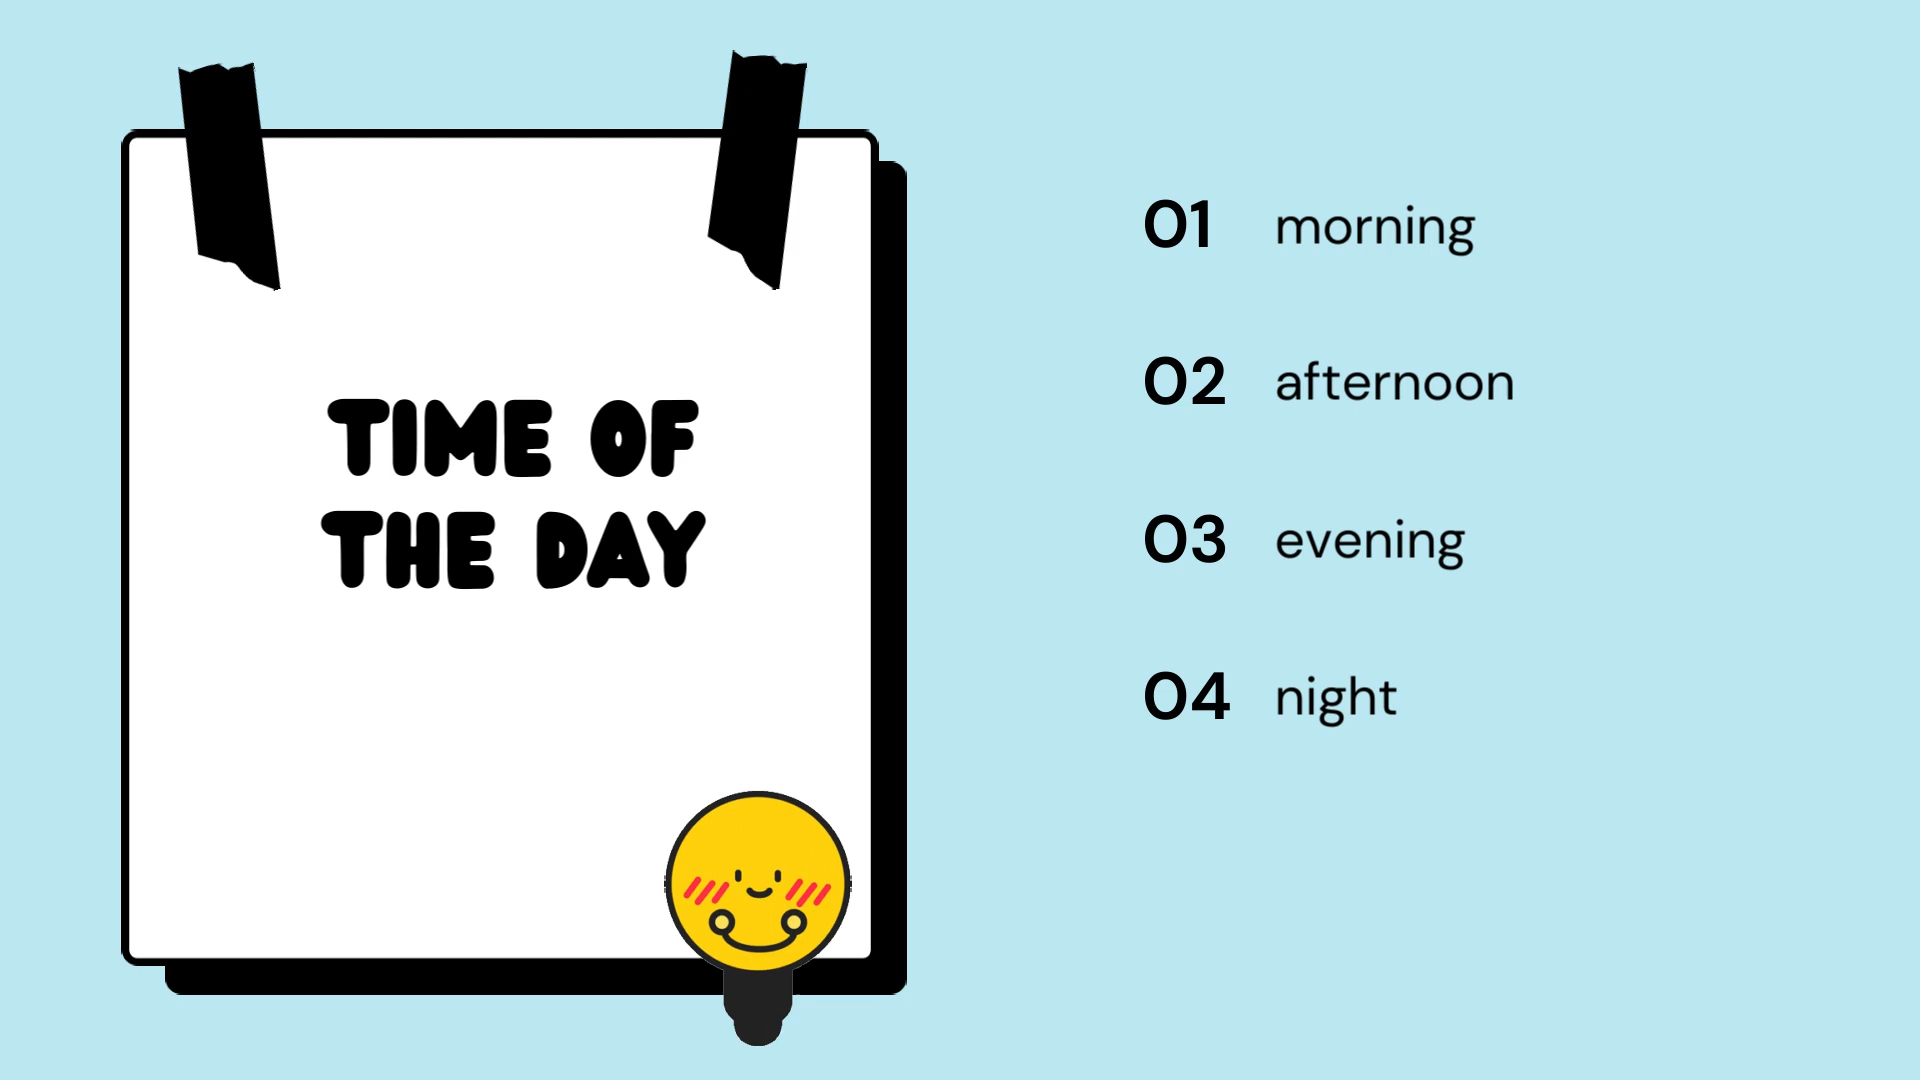 TIME OF
THE DAY
01 morning
02 afternoon
03 evening
04 night